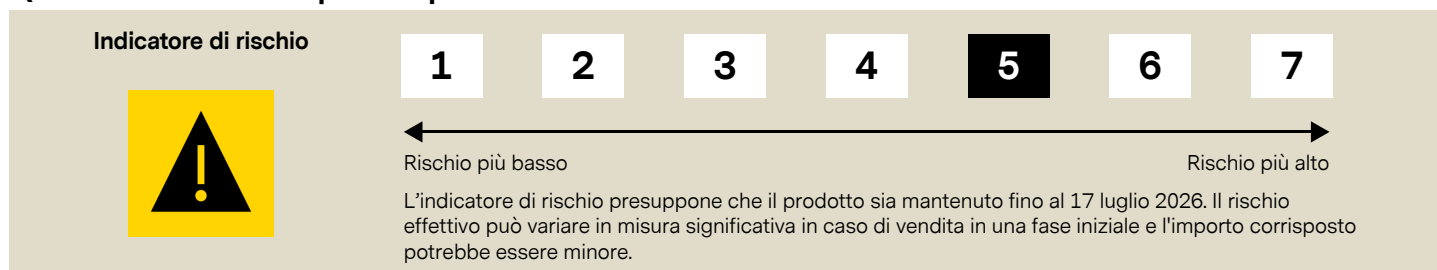 Indicatore di rischio
1 2 3 4 5 6 7
!
Rischio più basso
Rischio più alto
L'indicatore di rischio presuppone che il prodotto sia mantenuto fino al 17 luglio 2026. Il rischio
effettivo può variare in misura significativa in caso di vendita in una fase iniziale e l'importo corrisposto
potrebbe essere minore.